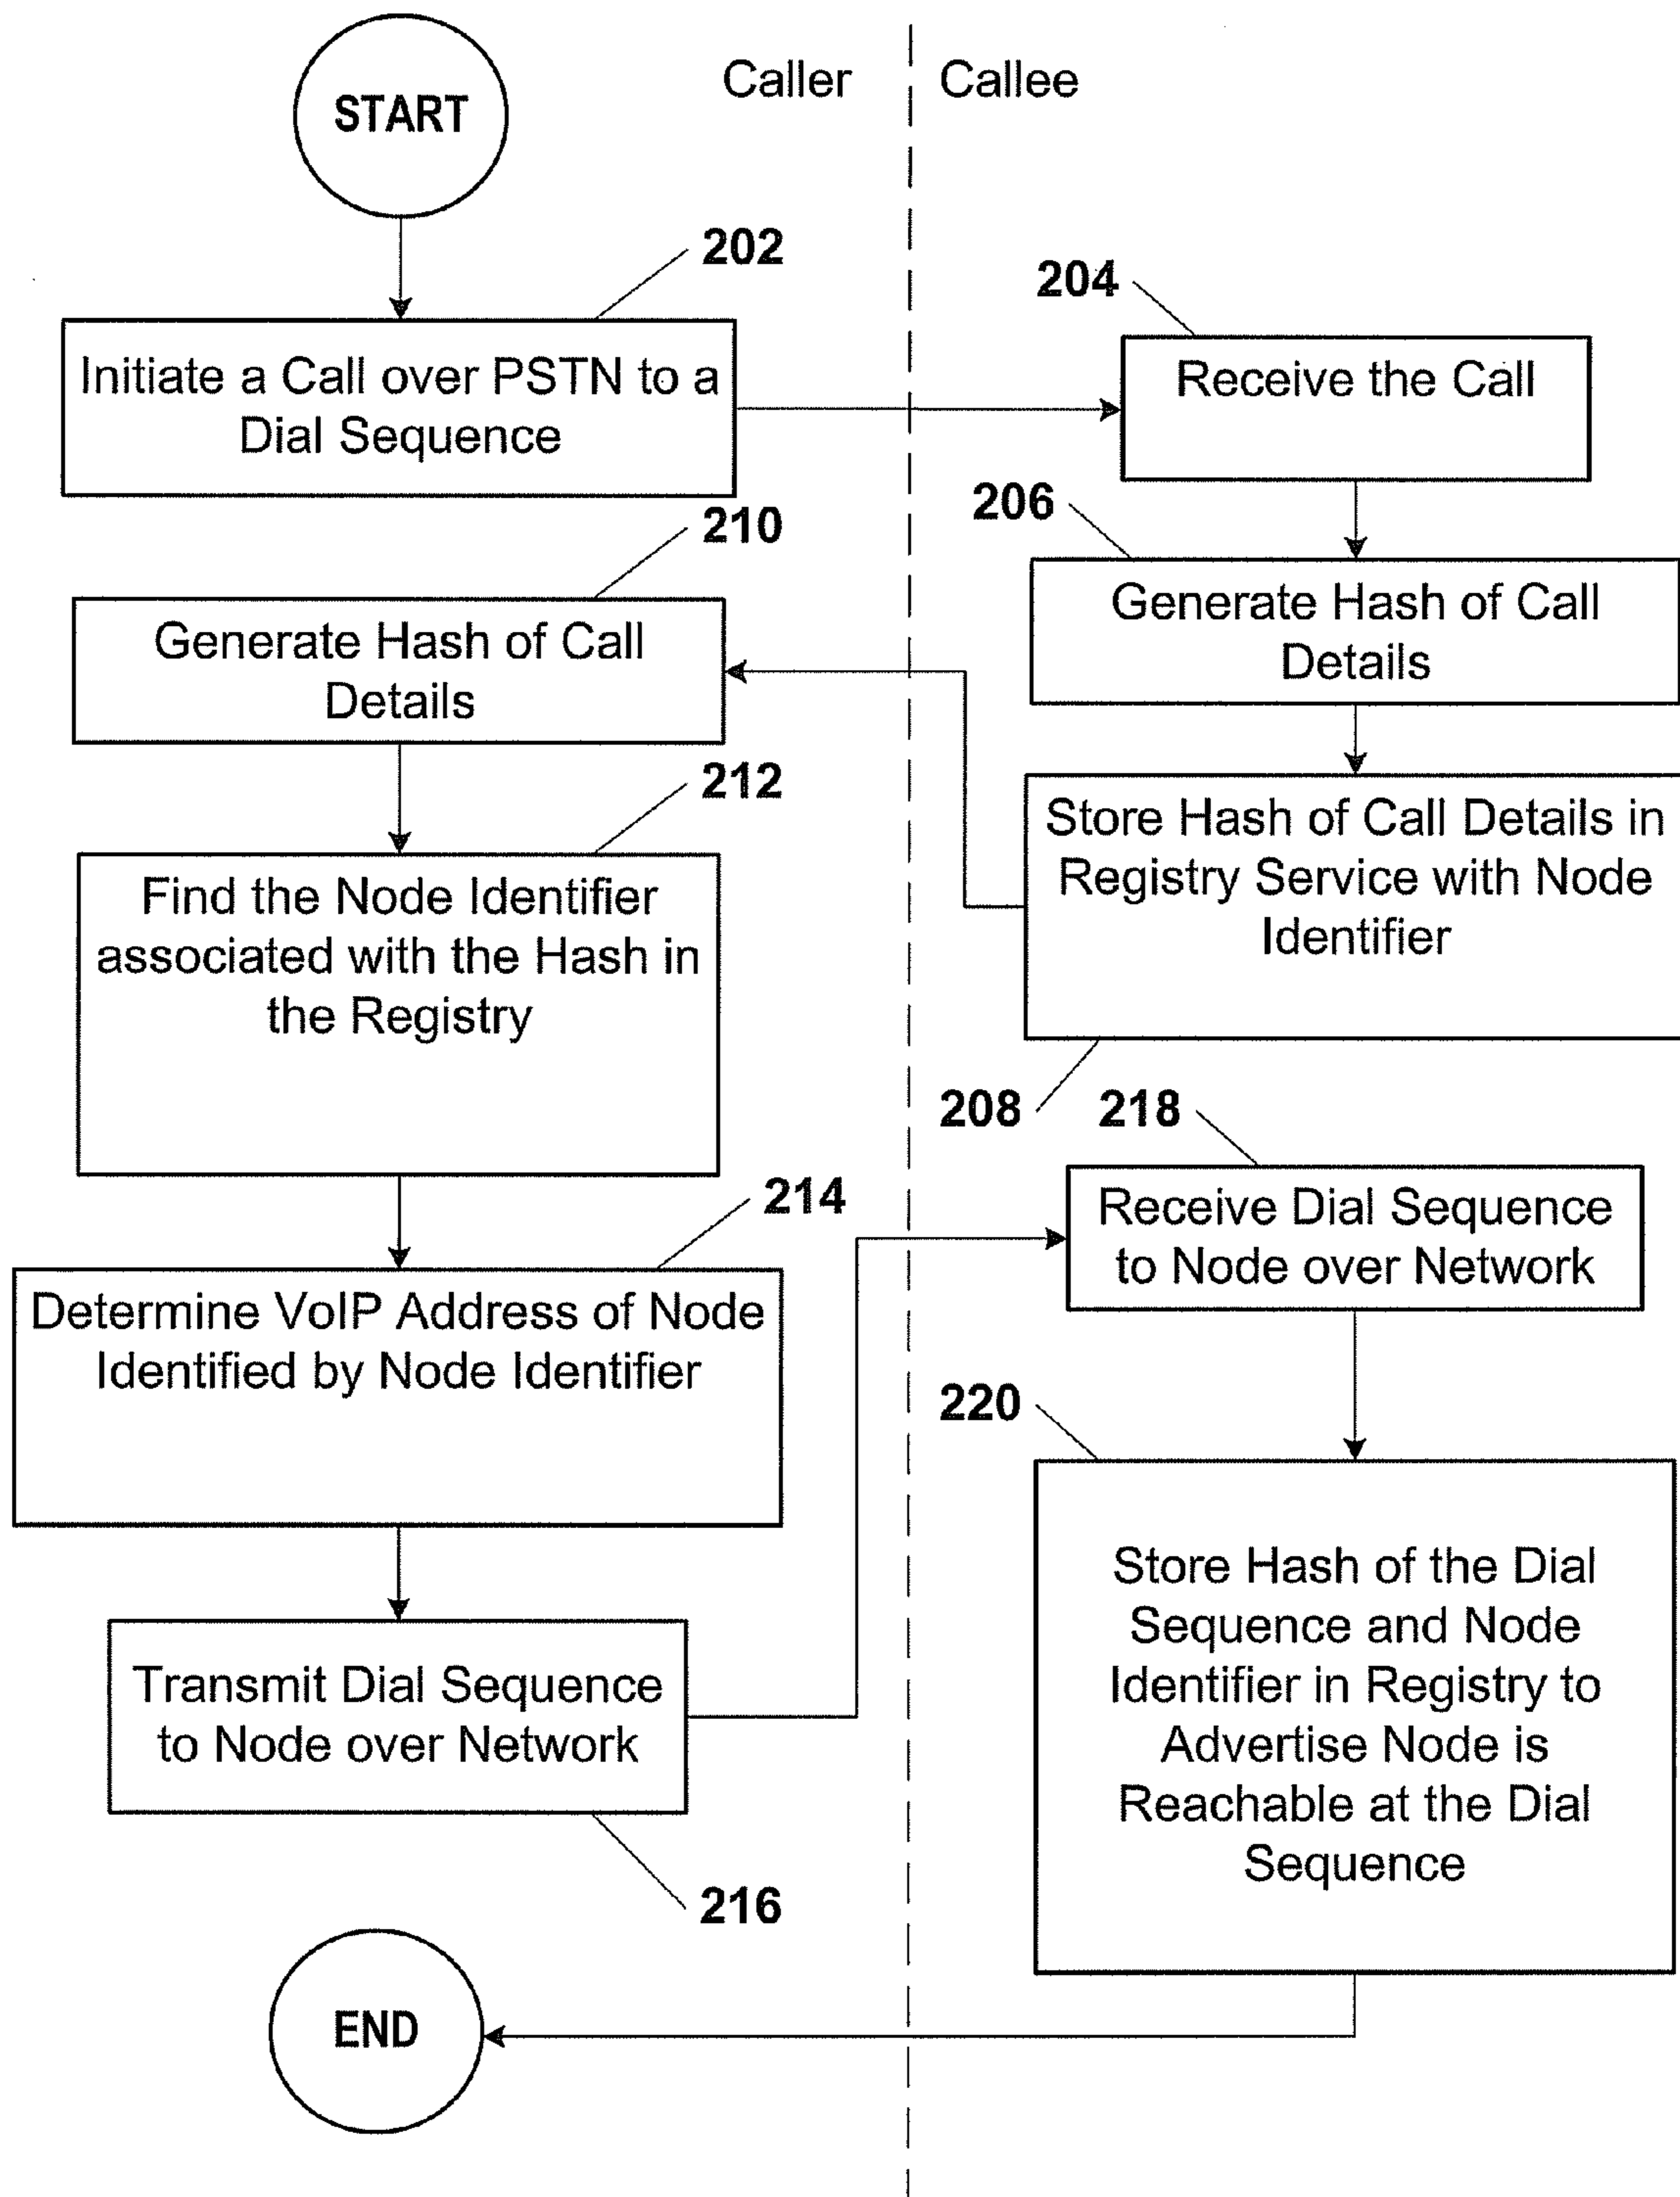 START
Caller
Callee
202
Initiate a Call over PSTN to a
Dial Sequence
204
Receive the Call
206
Generate Hash of Call
Details
Store Hash of Call Details in
Registry Service with Node
Identifier
208
210
Generate Hash of Call
Details
212
Find the Node Identifier
associated with the Hash in
the Registry
214
Determine VoIP Address of Node
Identified by Node Identifier
Transmit Dial Sequence
to Node over Network
216
218
Receive Dial Sequence
to Node over Network
220
Store Hash of the Dial
Sequence and Node
Identifier in Registry to
Advertise Node is
Reachable at the Dial
Sequence
END